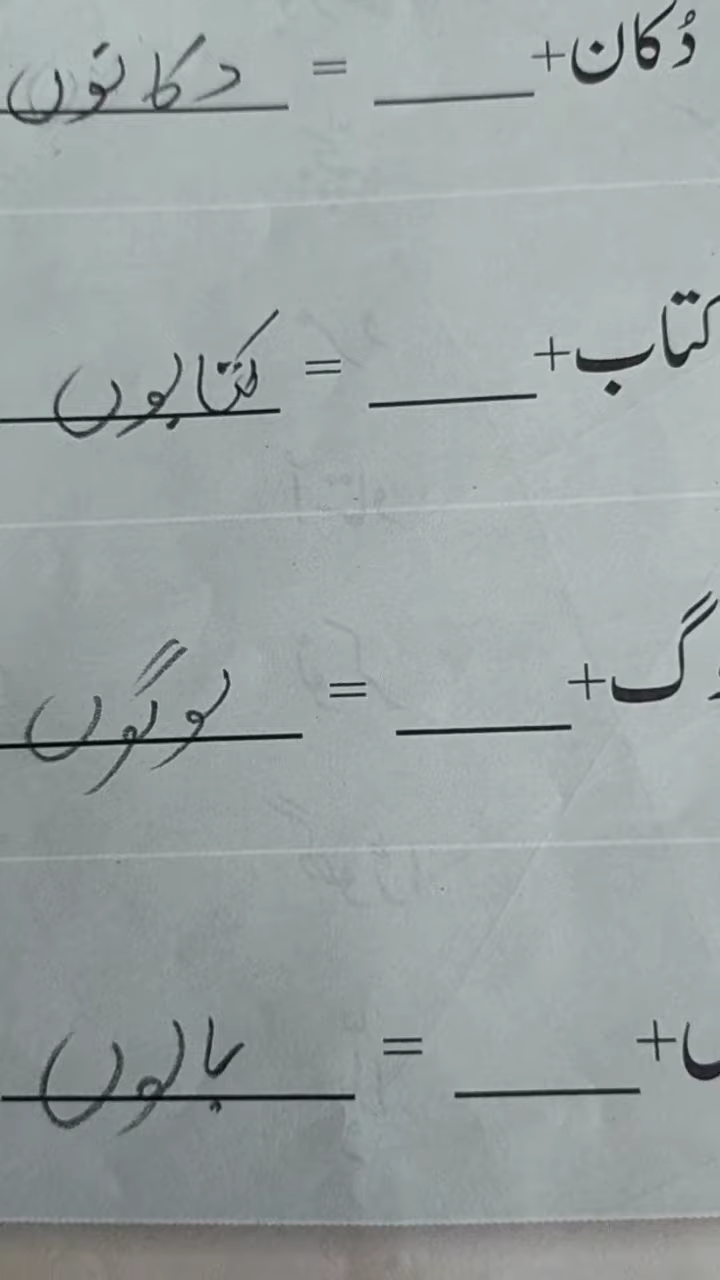 دُکان + ____ = دکانوں
کتاب + ____ = کتابوں
گ + ____ = لوگوں
+ ____ = بالوں